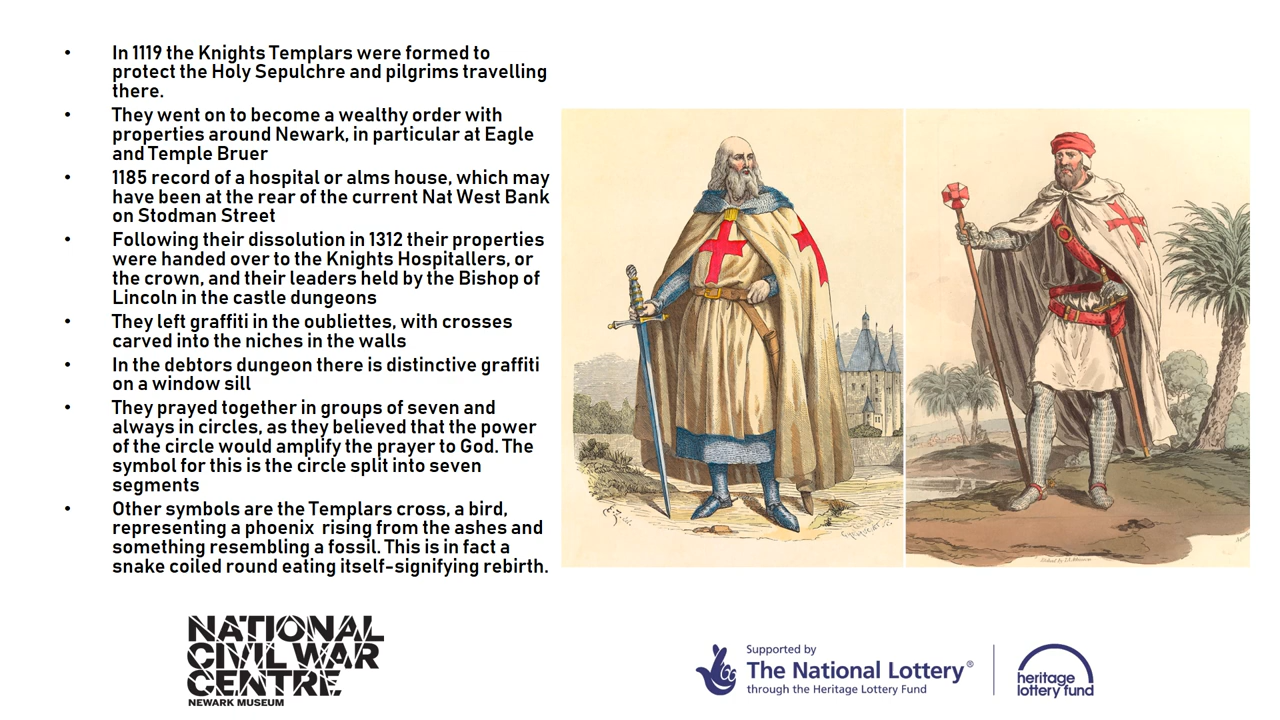 • In 1119 the Knights Templars were formed to
protect the Holy Sepulchre and pilgrims travelling
there.
• They went on to become a wealthy order with
properties around Newark, in particular at Eagle
and Temple Bruer
• 1185 record of a hospital or alms house, which may
have been at the rear of the current Nat West Bank
on Stodman Street
• Following their dissolution in 1312 their properties
were handed over to the Knights Hospitallers, or
the crown, and their leaders held by the Bishop of
Lincoln in the castle dungeons
• They left graffiti in the oubliettes, with crosses
carved into the niches in the walls
• In the debtors dungeon there is distinctive graffiti
on a window sill
• They prayed together in groups of seven and
always in circles, as they believed that the power
of the circle would amplify the prayer to God. The
symbol for this is the circle split into seven
segments
• Other symbols are the Templars cross, a bird,
representing a phoenix rising from the ashes and
something resembling a fossil. This is in fact a
snake coiled round eating itself-signifying rebirth.
NATIONAL
CIVIL WAR
CENTRE
NEWARK MUSEUM
Supported by
The National Lottery®
through the Heritage Lottery Fund
heritage
lottery fund